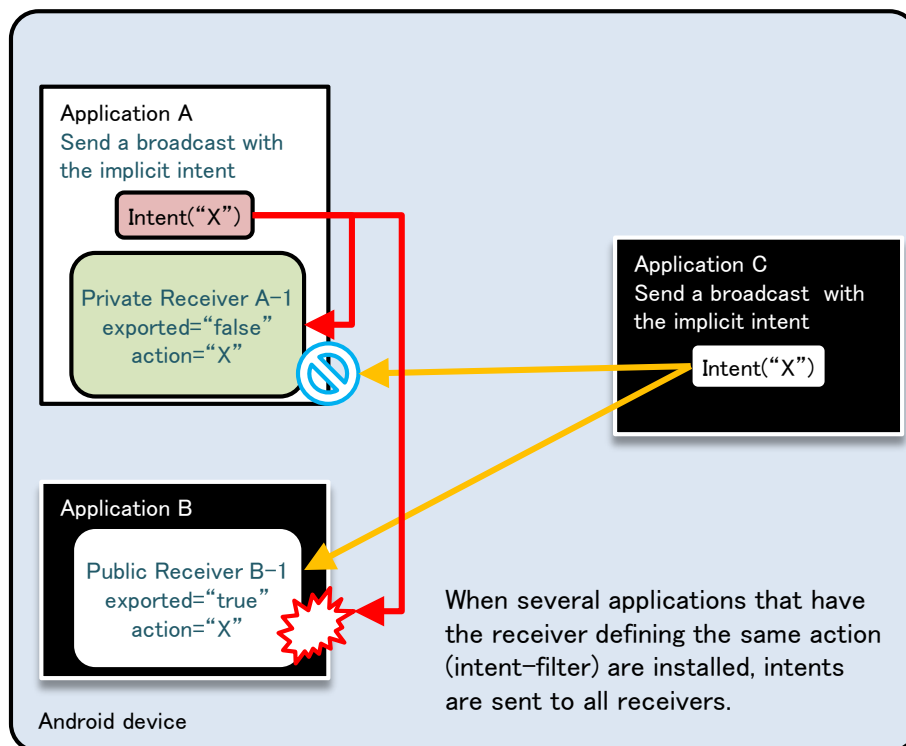 Application A
Send a broadcast with
the implicit intent
Intent(“X”)
Private Receiver A-1
exported=“false”
action=“X”
Application C
Send a broadcast with
the implicit intent
Intent(“X”)
Application B
Public Receiver B-1
exported=“true”
action=“X”
When several applications that have
the receiver defining the same action
(intent-filter) are installed, intents
are sent to all receivers.
Android device